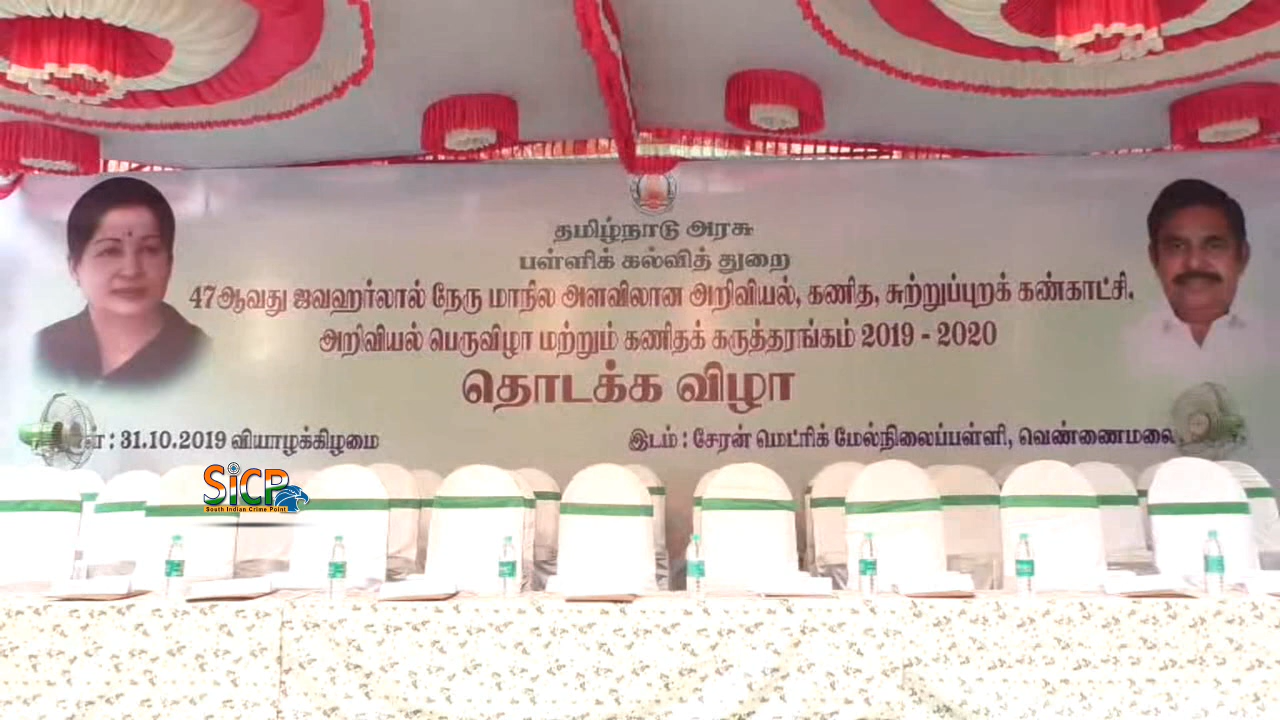 தமிழ்நாடு அரசு
பள்ளிக் கல்வித் துறை
47ஆவது ஜவஹர்லால் நேரு மாநில அளவிலான அறிவியல், கணித, சுற்றுப்புறக் கண்காட்சி.
அறிவியல் பெருவிழா மற்றும் கணிதக் கருத்தரங்கம் 2019 - 2020
தொடக்க விழா
: 31.10.2019 வியாழக்கிழமை
இடம் : சேரன் மெட்ரிக் மேல்நிலைப்பள்ளி, வெண்ணைமலை
SiCP
South Indian Crime Point